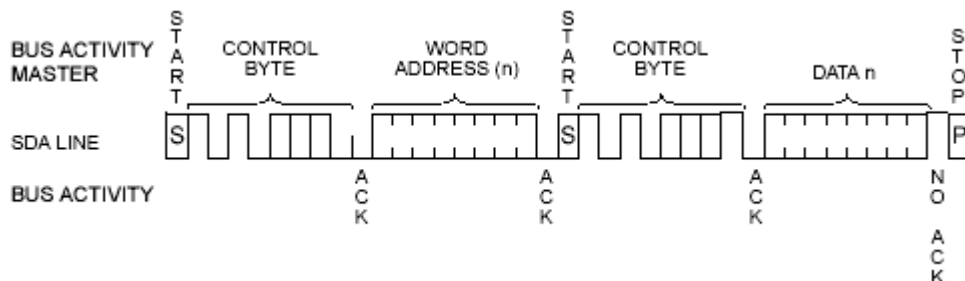 BUS ACTIVITY
MASTER
START
CONTROL
BYTE
WORD
ADDRESS (n)
START
CONTROL
BYTE
DATA n
STOP
SDA LINE
S
S
P
BUS ACTIVITY
ACK
ACK
ACK
NO ACK